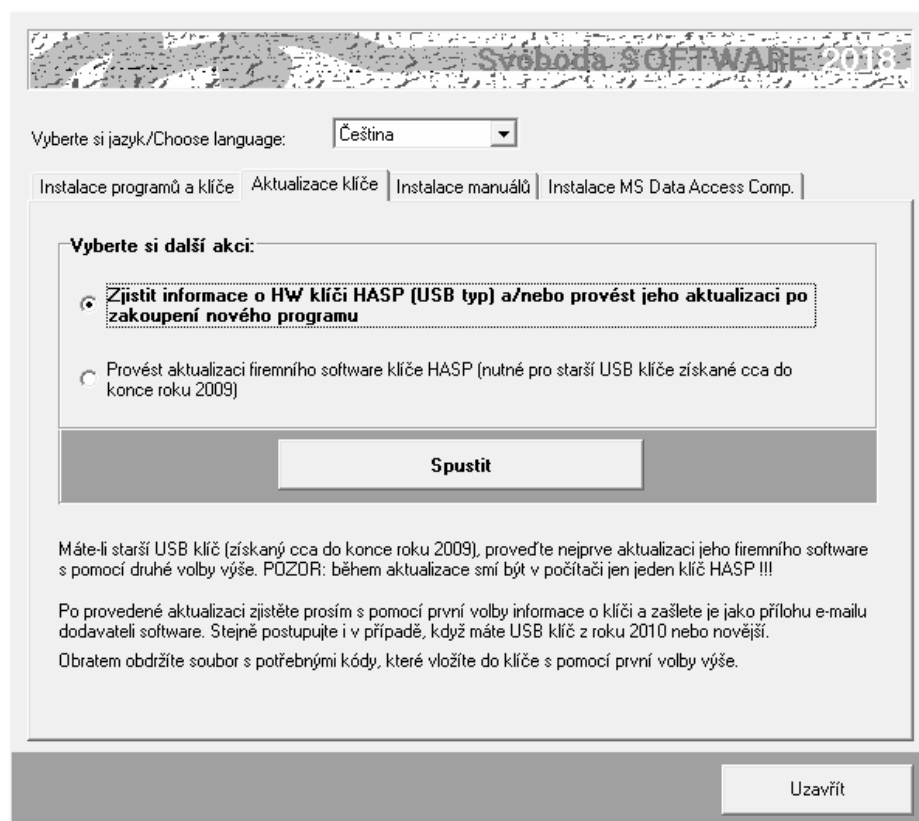 Svoboda SOFTWARE 2018
Vyberte si jazyk/Choose language:
Čeština
Instalace programů a klíče
Aktualizace klíče
Instalace manuálů
Instalace MS Data Access Comp.
Vyberte si další akci:
Zjistit informace o HW klíči HASP (USB typ) a/nebo provést jeho aktualizaci po
zakoupení nového programu
Provést aktualizaci firemního software klíče HASP (nutné pro starší USB klíče získané cca do
konce roku 2009)
Spustit
Máte-li starší USB klíč (získaný cca do konce roku 2009), proveďte nejprve aktualizaci jeho firemního software
s pomocí druhé volby výše. POZOR: během aktualizace smí být v počítači jen jeden klíč HASP !!!
Po provedené aktualizaci zjistěte prosím s pomocí první volby informace o klíči a zašlete je jako přílohu e-mailu
dodavateli software. Stejně postupujte i v případě, když máte USB klíč z roku 2010 nebo novější.
Obratem obdržíte soubor s potřebnými kódy, které vložíte do klíče s pomocí první volby výše.
Uzavřít